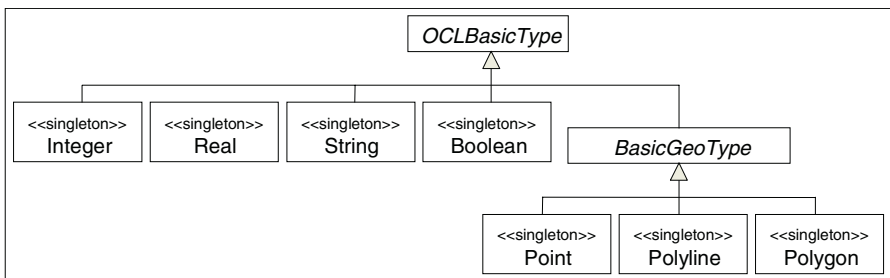 OCLBasicType
<<singleton>>
Integer
<<singleton>>
Real
<<singleton>>
String
<<singleton>>
Boolean
BasicGeoType
<<singleton>>
Point
<<singleton>>
Polyline
<<singleton>>
Polygon